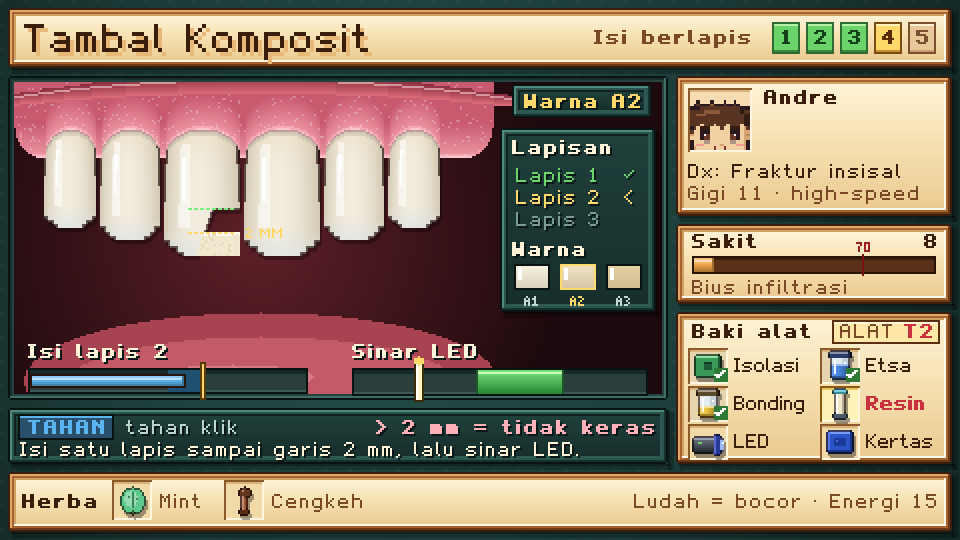 Tambal Komposit
Isi berlapis 1 2 3 4 5
Warna A2
Lapisan
Lapis 1
Lapis 2
Lapis 3
2 MM
Warna
A1 A2 A3
Isi lapis 2
Sinar LED
TAHAN tahan klik > 2 mm = tidak keras
Isi satu lapis sampai garis 2 mm, lalu sinar LED.
Andre
Dx: Fraktur insisal
Gigi 11 · high-speed
Sakit 8
70
Bius infiltrasi
Baki alat ALAT T2
Isolasi Etsa
Bonding Resin
LED Kertas
Herba Mint Cengkeh Ludah = bocor · Energi 15